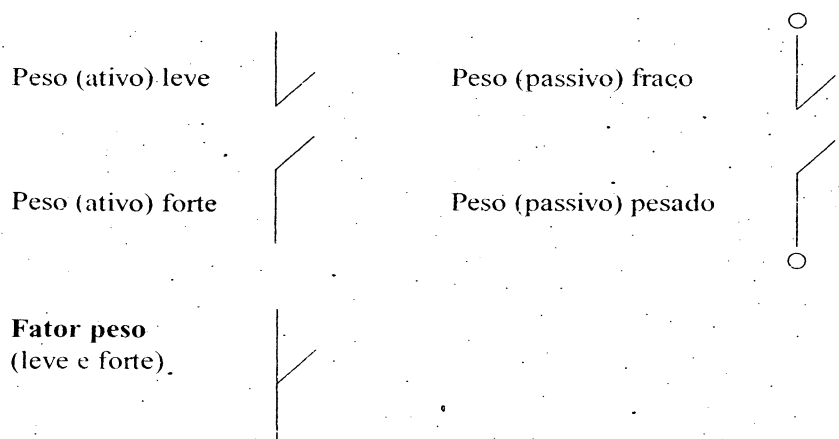 Peso (ativo) leve
Peso (passivo) fraco
Peso (ativo) forte
Peso (passivo) pesado
Fator peso
(leve e forte)